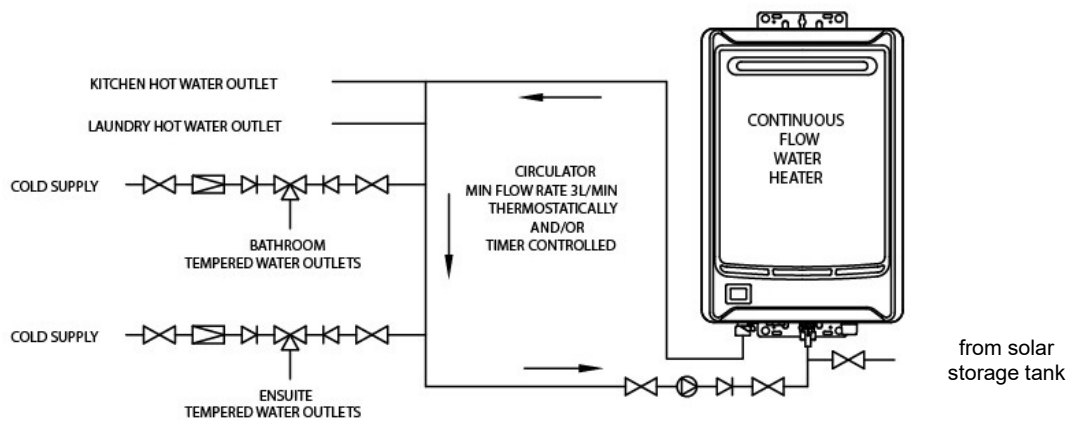 KITCHEN HOT WATER OUTLET
LAUNDRY HOT WATER OUTLET
COLD SUPPLY
BATHROOM
TEMPERED WATER OUTLETS
COLD SUPPLY
ENSUITE
TEMPERED WATER OUTLETS
CIRCULATOR
MIN FLOW RATE 3L/MIN
THERMOSTATICALLY
AND/OR
TIMER CONTROLLED
CONTINUOUS
FLOW
WATER
HEATER
from solar
storage tank